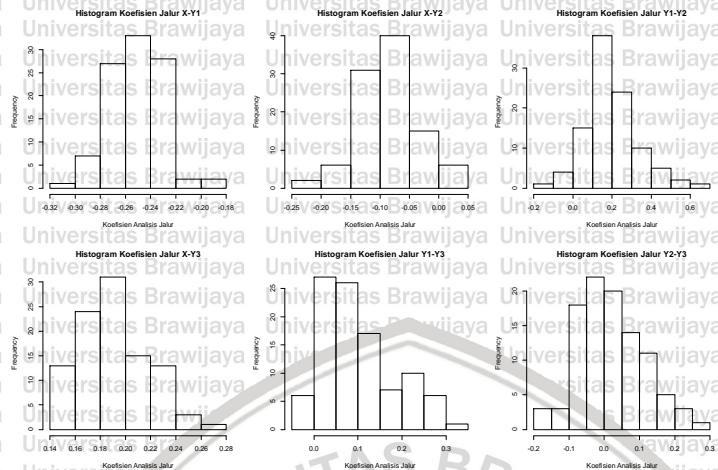 Histogram Koefisien Jalur X-Y1
Frequency
0 5 10 15 20 25 30
-0.32 -0.30 -0.28 -0.26 -0.24 -0.22 -0.20 -0.18
Koefisien Analisis Jalur
Histogram Koefisien Jalur X-Y2
Frequency
0 10 20 30 40
-0.25 -0.20 -0.15 -0.10 -0.05 0.00 0.05
Koefisien Analisis Jalur
Histogram Koefisien Jalur Y1-Y2
Frequency
0 10 20 30
-0.2 0.0 0.2 0.4 0.6
Koefisien Analisis Jalur
Histogram Koefisien Jalur X-Y3
Frequency
0 5 10 15 20 25 30
0.14 0.16 0.18 0.20 0.22 0.24 0.26 0.28
Koefisien Analisis Jalur
Histogram Koefisien Jalur Y1-Y3
Frequency
0 5 10 15 20 25
0.0 0.1 0.2 0.3
Koefisien Analisis Jalur
Histogram Koefisien Jalur Y2-Y3
Frequency
0 5 10 15 20
-0.2 -0.1 0.0 0.1 0.2 0.3
Koefisien Analisis Jalur
Universitas Brawijaya